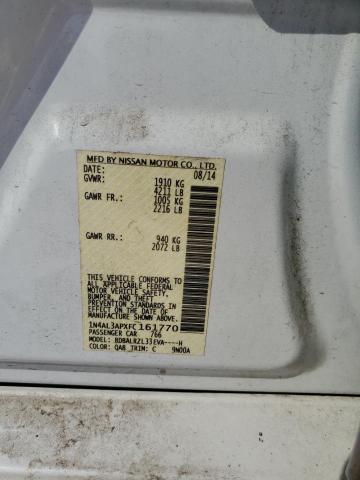 MFD BY NISSAN MOTOR CO., LTD.
DATE: 08/14
GVWR: 1910 KG
4211 LB
GAWR FR: 1005 KG
2216 LB
GAWR RR: 940 KG
2072 LB
THIS VEHICLE CONFORMS TO ALL
APPLICABLE FEDERAL
MOTOR VEHICLE SAFETY,
BUMPER, AND THEFT
PREVENTION STANDARDS
IN EFFECT ON THE DATE OF
MANUFACTURE SHOWN ABOVE.
1N4AL3APXFC161770
PASSENGER CAR 766
MODEL: BDBALRZL33EVA----H
COLOR: QAB TRIM: C 9N00A